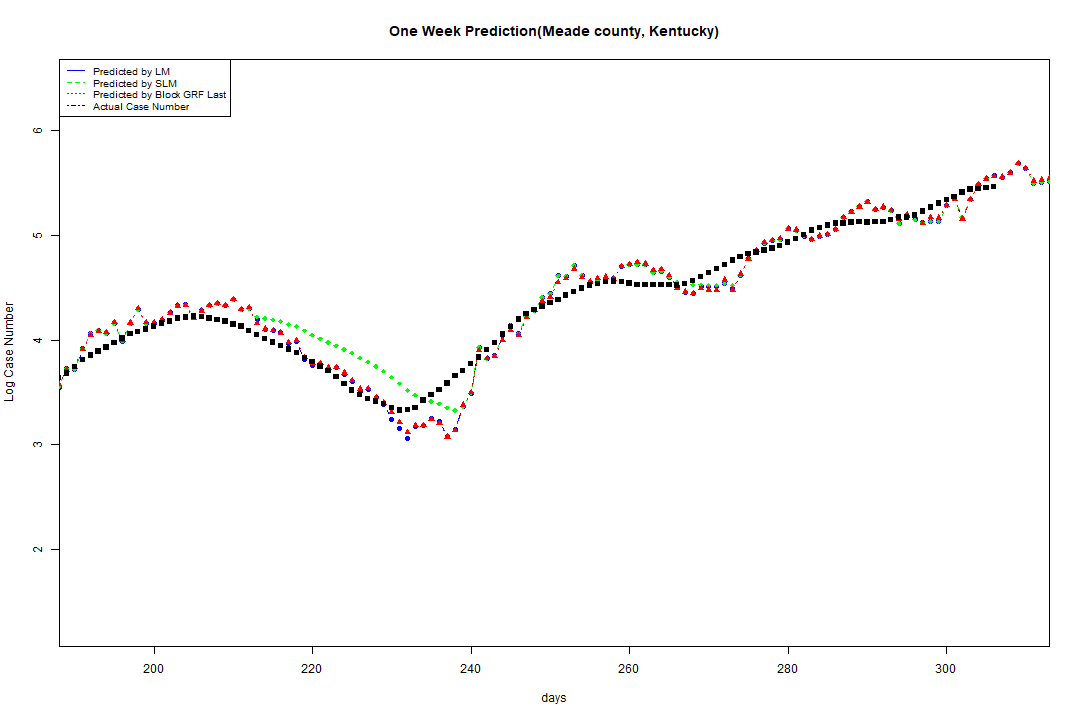 One Week Prediction(Meade county, Kentucky)
Predicted by LM
Predicted by SLM
Predicted by Block GRF Last
Actual Case Number
6
5
4
3
2
Log Case Number
200 220 240 260 280 300
days